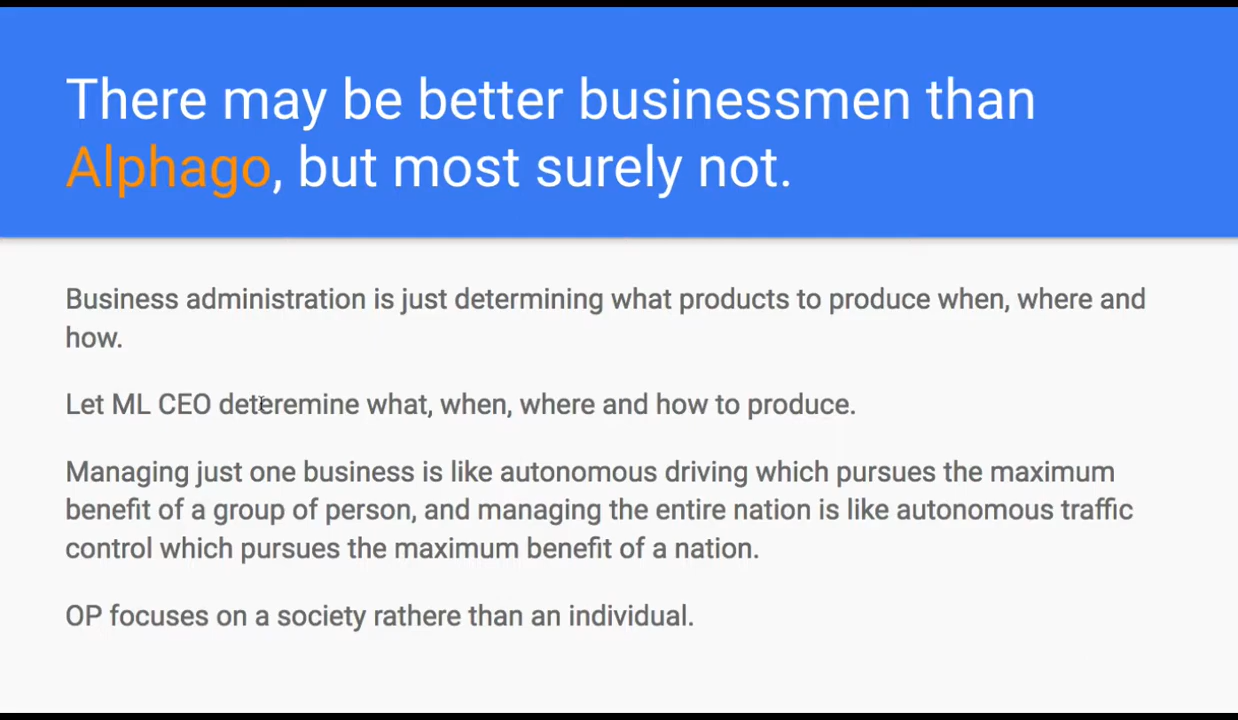 There may be better businessmen than
Alphago, but most surely not.
Business administration is just determining what products to produce when, where and
how.
Let ML CEO deteremine what, when, where and how to produce.
Managing just one business is like autonomous driving which pursues the maximum
benefit of a group of person, and managing the entire nation is like autonomous traffic
control which pursues the maximum benefit of a nation.
OP focuses on a society rathere than an individual.